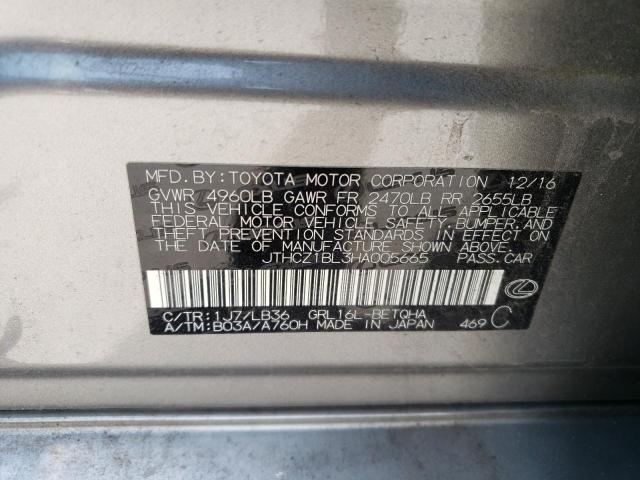 MFD. BY: TOYOTA MOTOR CORPORATION 12/16
GVWR 4960LB GAWR FR 2470LB RR 2655LB
THIS VEHICLE CONFORMS TO ALL APPLICABLE
FEDERAL MOTOR VEHICLE SAFETY, BUMPER, AND
THEFT PREVENTION STANDARDS IN EFFECT ON
THE DATE OF MANUFACTURE SHOWN ABOVE.
JTHCZ1BL3HA005665 PASS.CAR
C/TR: 1J7/LB36 GRL16L-BETQHA
A/TM: B03A/A760H MADE IN JAPAN 469 C